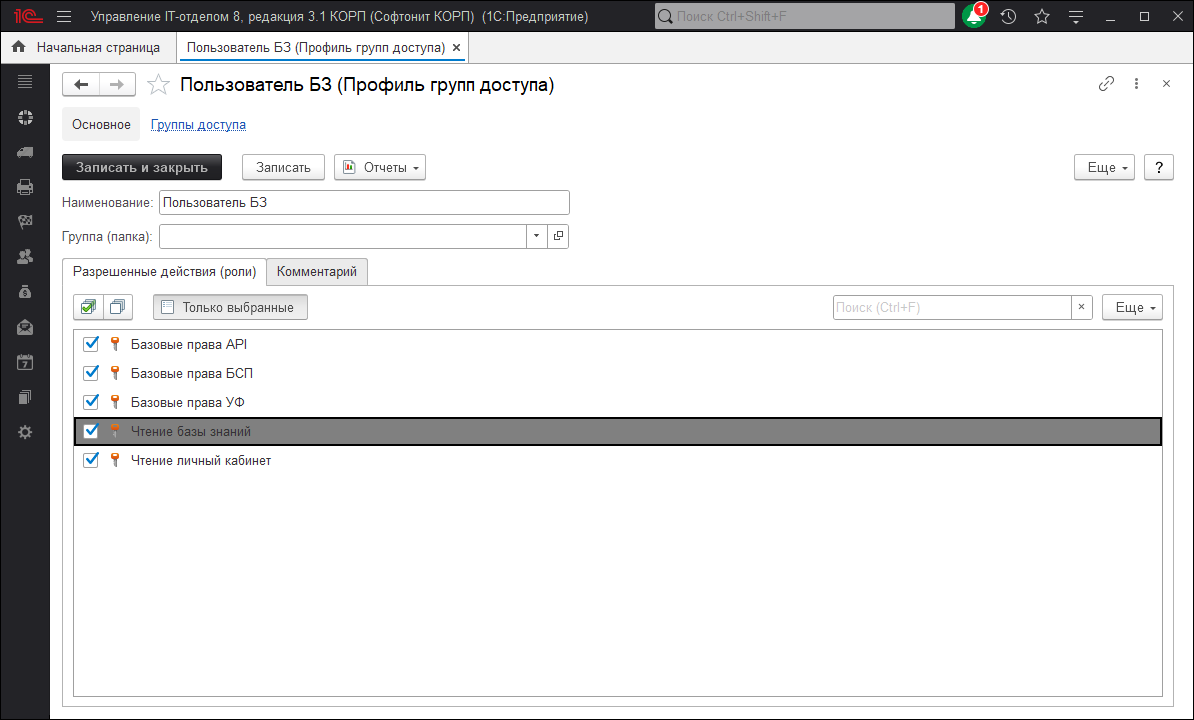 1С Управление IT-отделом 8, редакция 3.1 КОРП (Софтонит КОРП) (1С:Предприятие) Поиск Ctrl+Shift+F 1
Начальная страница Пользователь БЗ (Профиль групп доступа) ×
Пользователь БЗ (Профиль групп доступа)
Основное Группы доступа
Записать и закрыть Записать Отчеты Еще ?
Наименование: Пользователь БЗ
Группа (папка):
Разрешенные действия (роли) Комментарий
Только выбранные Поиск (Ctrl+F) × Еще
Базовые права API
Базовые права БСП
Базовые права УФ
Чтение базы знаний
Чтение личный кабинет
7